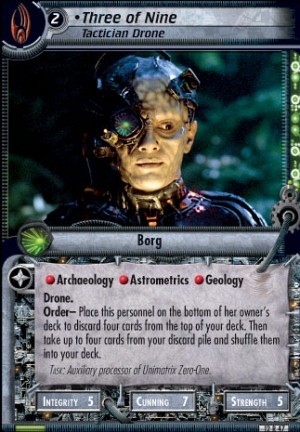 2
•Three of Nine
Tactician Drone
Borg
Archaeology Astrometrics Geology
Drone.
Order– Place this personnel on the bottom of her owner's
deck to discard four cards from the top of your deck. Then
take up to four cards from your discard pile and shuffle them
into your deck.
Task: Auxiliary processor of Unimatrix Zero-One.
Integrity 5 Cunning 7 Strength 5